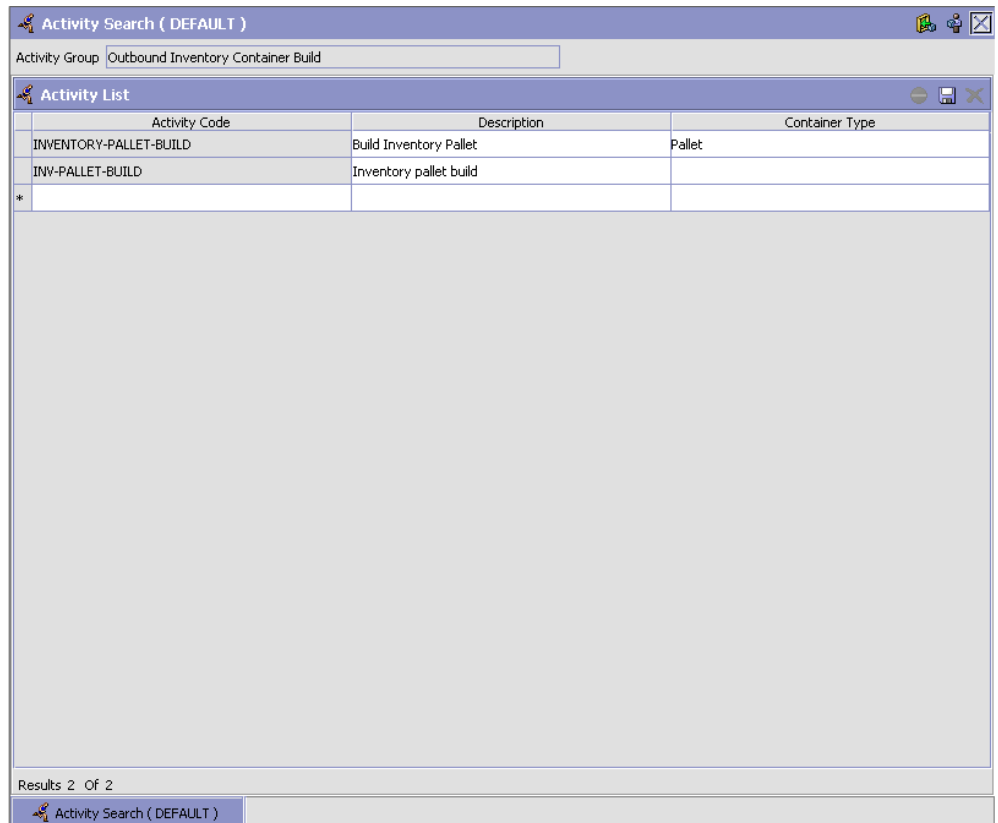 Activity Search ( DEFAULT )
Activity Group Outbound Inventory Container Build
Activity List
Activity Code Description Container Type
INVENTORY-PALLET-BUILD Build Inventory Pallet Pallet
INV-PALLET-BUILD Inventory pallet build
*
Results 2 Of 2
Activity Search ( DEFAULT )